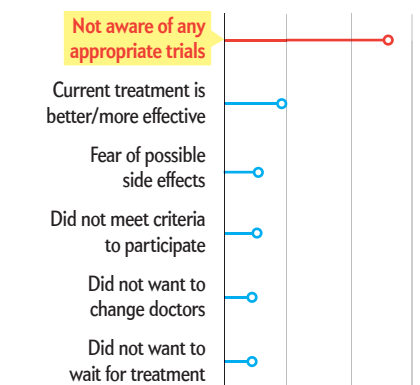 Not aware of any
appropriate trials
Current treatment is
better/more effective
Fear of possible
side effects
Did not meet criteria
to participate
Did not want to
change doctors
Did not want to
wait for treatment